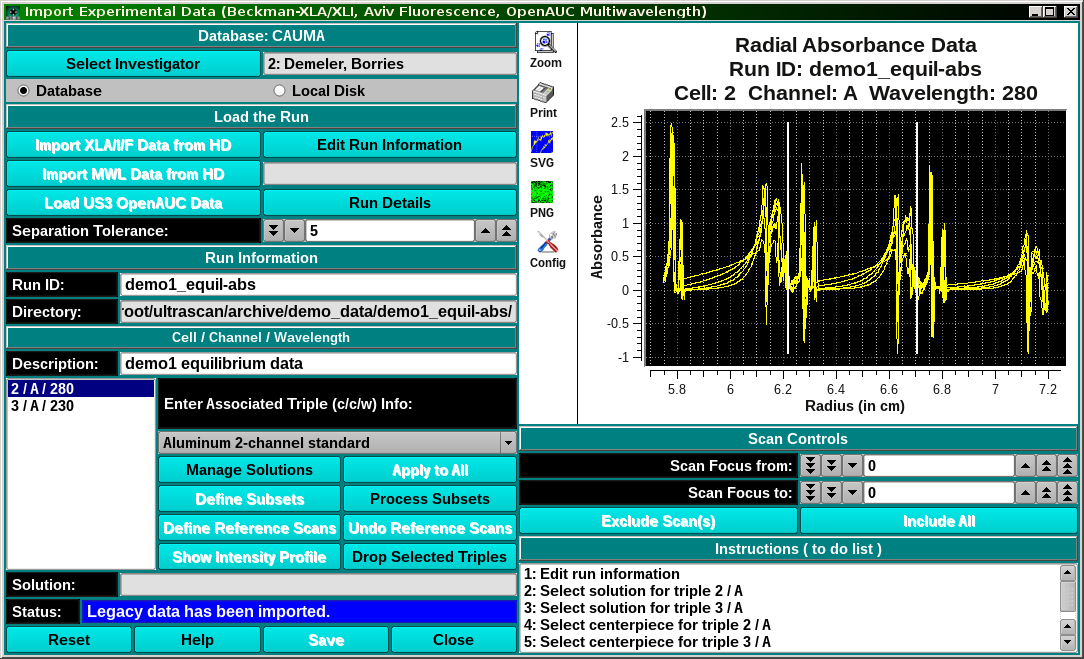 Import Experimental Data (Beckman-XLA/XLI, Aviv Fluorescence, OpenAUC Multiwavelength)
Database: CAUMA
Select Investigator
2: Demeler, Borries
Database
Local Disk
Load the Run
Import XLA/I/F Data from HD
Edit Run Information
Import MWL Data from HD
Load US3 OpenAUC Data
Run Details
Separation Tolerance:
5
Run Information
Run ID:
demo1_equil-abs
Directory:
root/ultrascan/archive/demo_data/demo1_equil-abs/
Cell / Channel / Wavelength
Description:
demo1 equilibrium data
2 / A / 280
3 / A / 230
Enter Associated Triple (c/c/w) Info:
Aluminum 2-channel standard
Manage Solutions
Apply to All
Define Subsets
Process Subsets
Define Reference Scans
Undo Reference Scans
Show Intensity Profile
Drop Selected Triples
Solution:
Status:
Legacy data has been imported.
Reset
Help
Save
Close
Zoom
Print
SVG
PNG
Config
Radial Absorbance Data
Run ID: demo1_equil-abs
Cell: 2 Channel: A Wavelength: 280
Absorbance
2.5
2
1.5
1
0.5
0
-0.5
-1
5.8
6
6.2
6.4
6.6
6.8
7
7.2
Radius (in cm)
Scan Controls
Scan Focus from:
0
Scan Focus to:
0
Exclude Scan(s)
Include All
Instructions ( to do list )
1: Edit run information
2: Select solution for triple 2 / A
3: Select solution for triple 3 / A
4: Select centerpiece for triple 2 / A
5: Select centerpiece for triple 3 / A